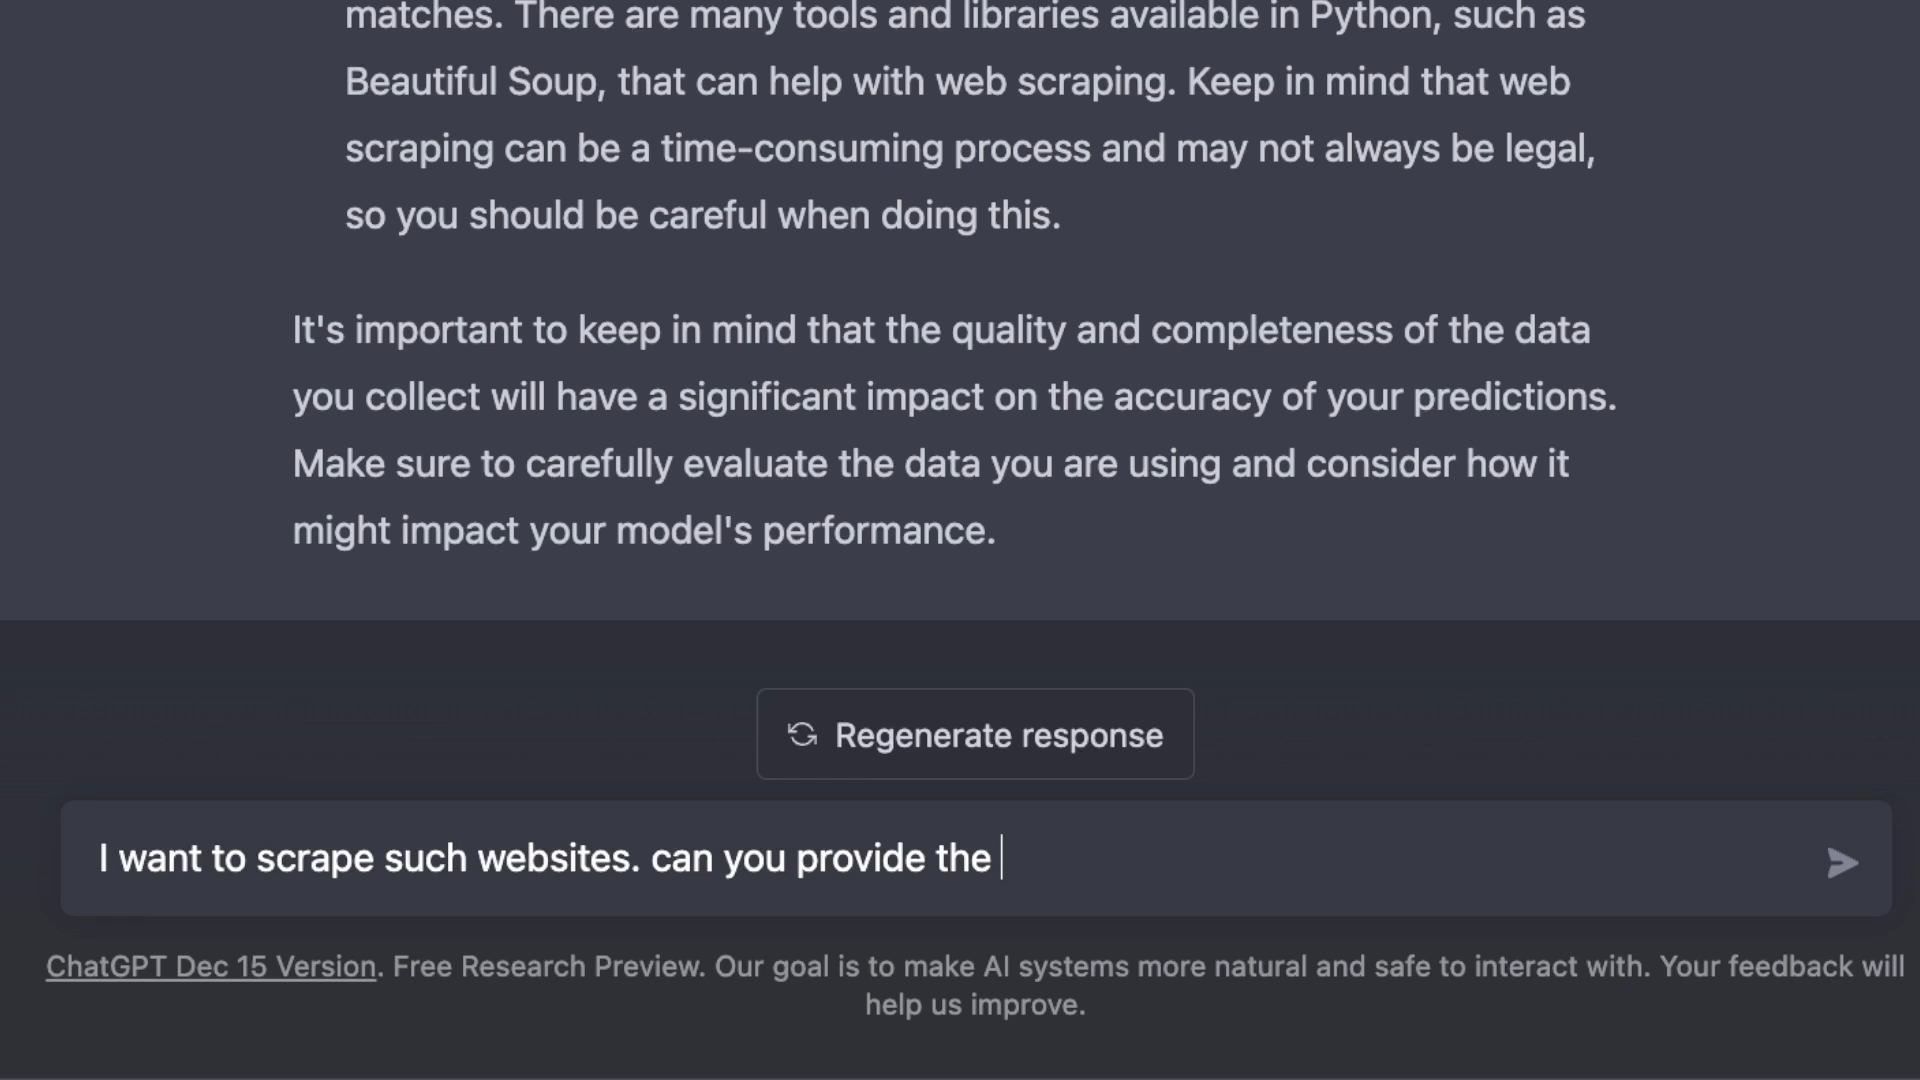 matches. There are many tools and libraries available in Python, such as
Beautiful Soup, that can help with web scraping. Keep in mind that web
scraping can be a time-consuming process and may not always be legal,
so you should be careful when doing this.
It's important to keep in mind that the quality and completeness of the data
you collect will have a significant impact on the accuracy of your predictions.
Make sure to carefully evaluate the data you are using and consider how it
might impact your model's performance.
Regenerate response
I want to scrape such websites. can you provide the
ChatGPT Dec 15 Version. Free Research Preview. Our goal is to make AI systems more natural and safe to interact with. Your feedback will
help us improve.